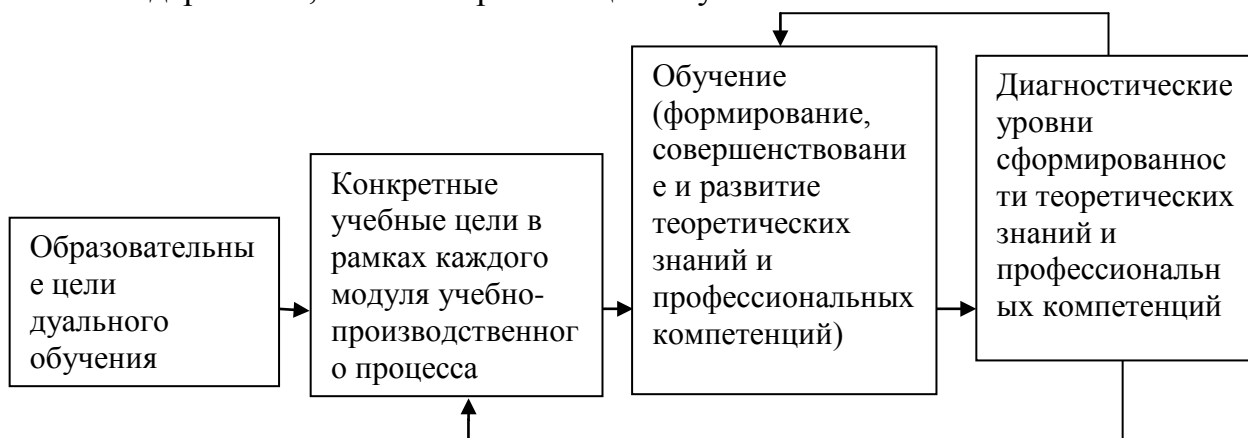 Образовательны
е цели
дуального
обучения
Конкретные
учебные цели в
рамках каждого
модуля учебно-
производственног
о процесса
Обучение
(формирование,
совершенствовани
е и развитие
теоретических
знаний и
профессиональных
компетенций)
Диагностические
уровни
сформированнос
ти теоретических
знаний и
профессиональн
ых компетенций